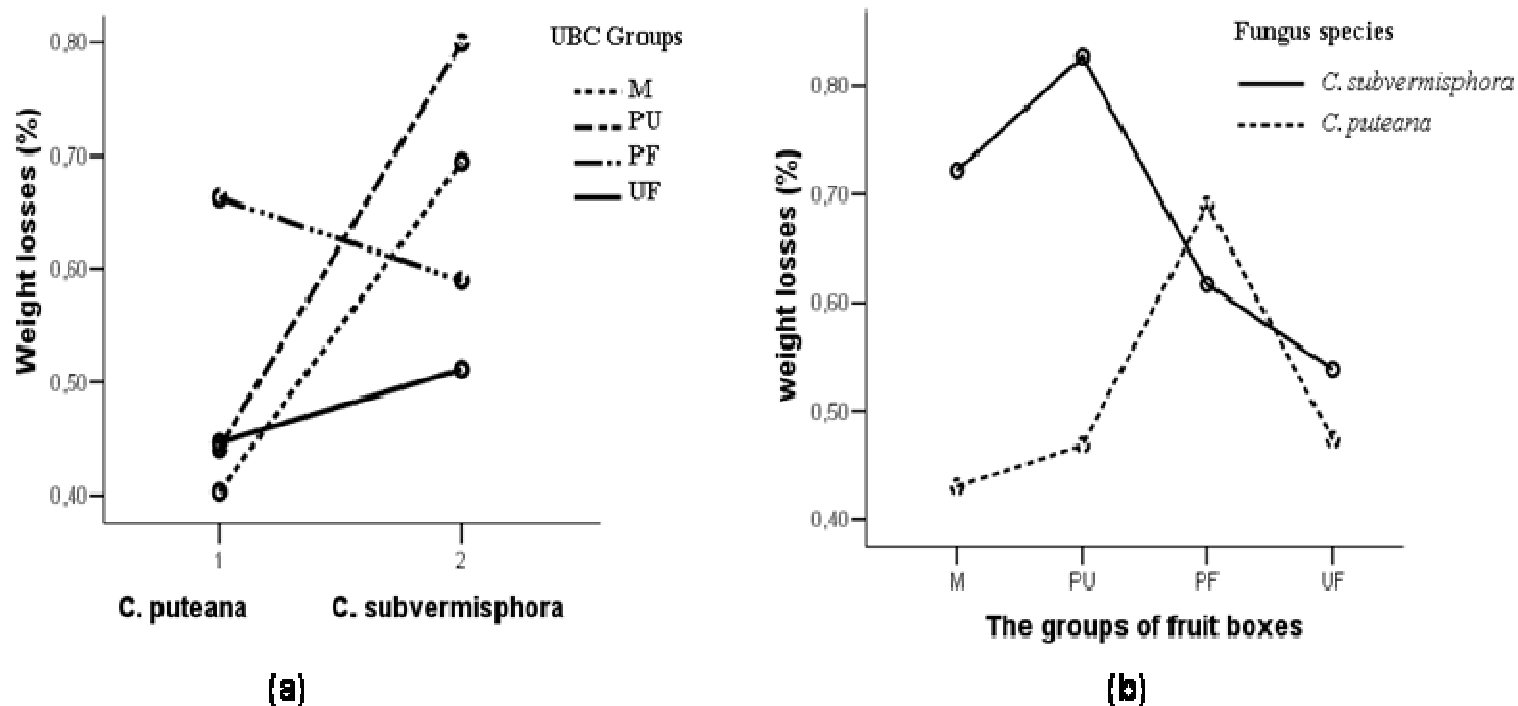 UBC Groups
M
PU
PF
UF
Weight losses (%)
0,80
0,70
0,60
0,50
0,40
1
2
C. puteana
C. subvermisphora
(a)
Fungus species
C. subvermisphora
C. puteana
weight losses (%)
0,80
0,70
0,60
0,50
0,40
M
PU
PF
UF
The groups of fruit boxes
(b)